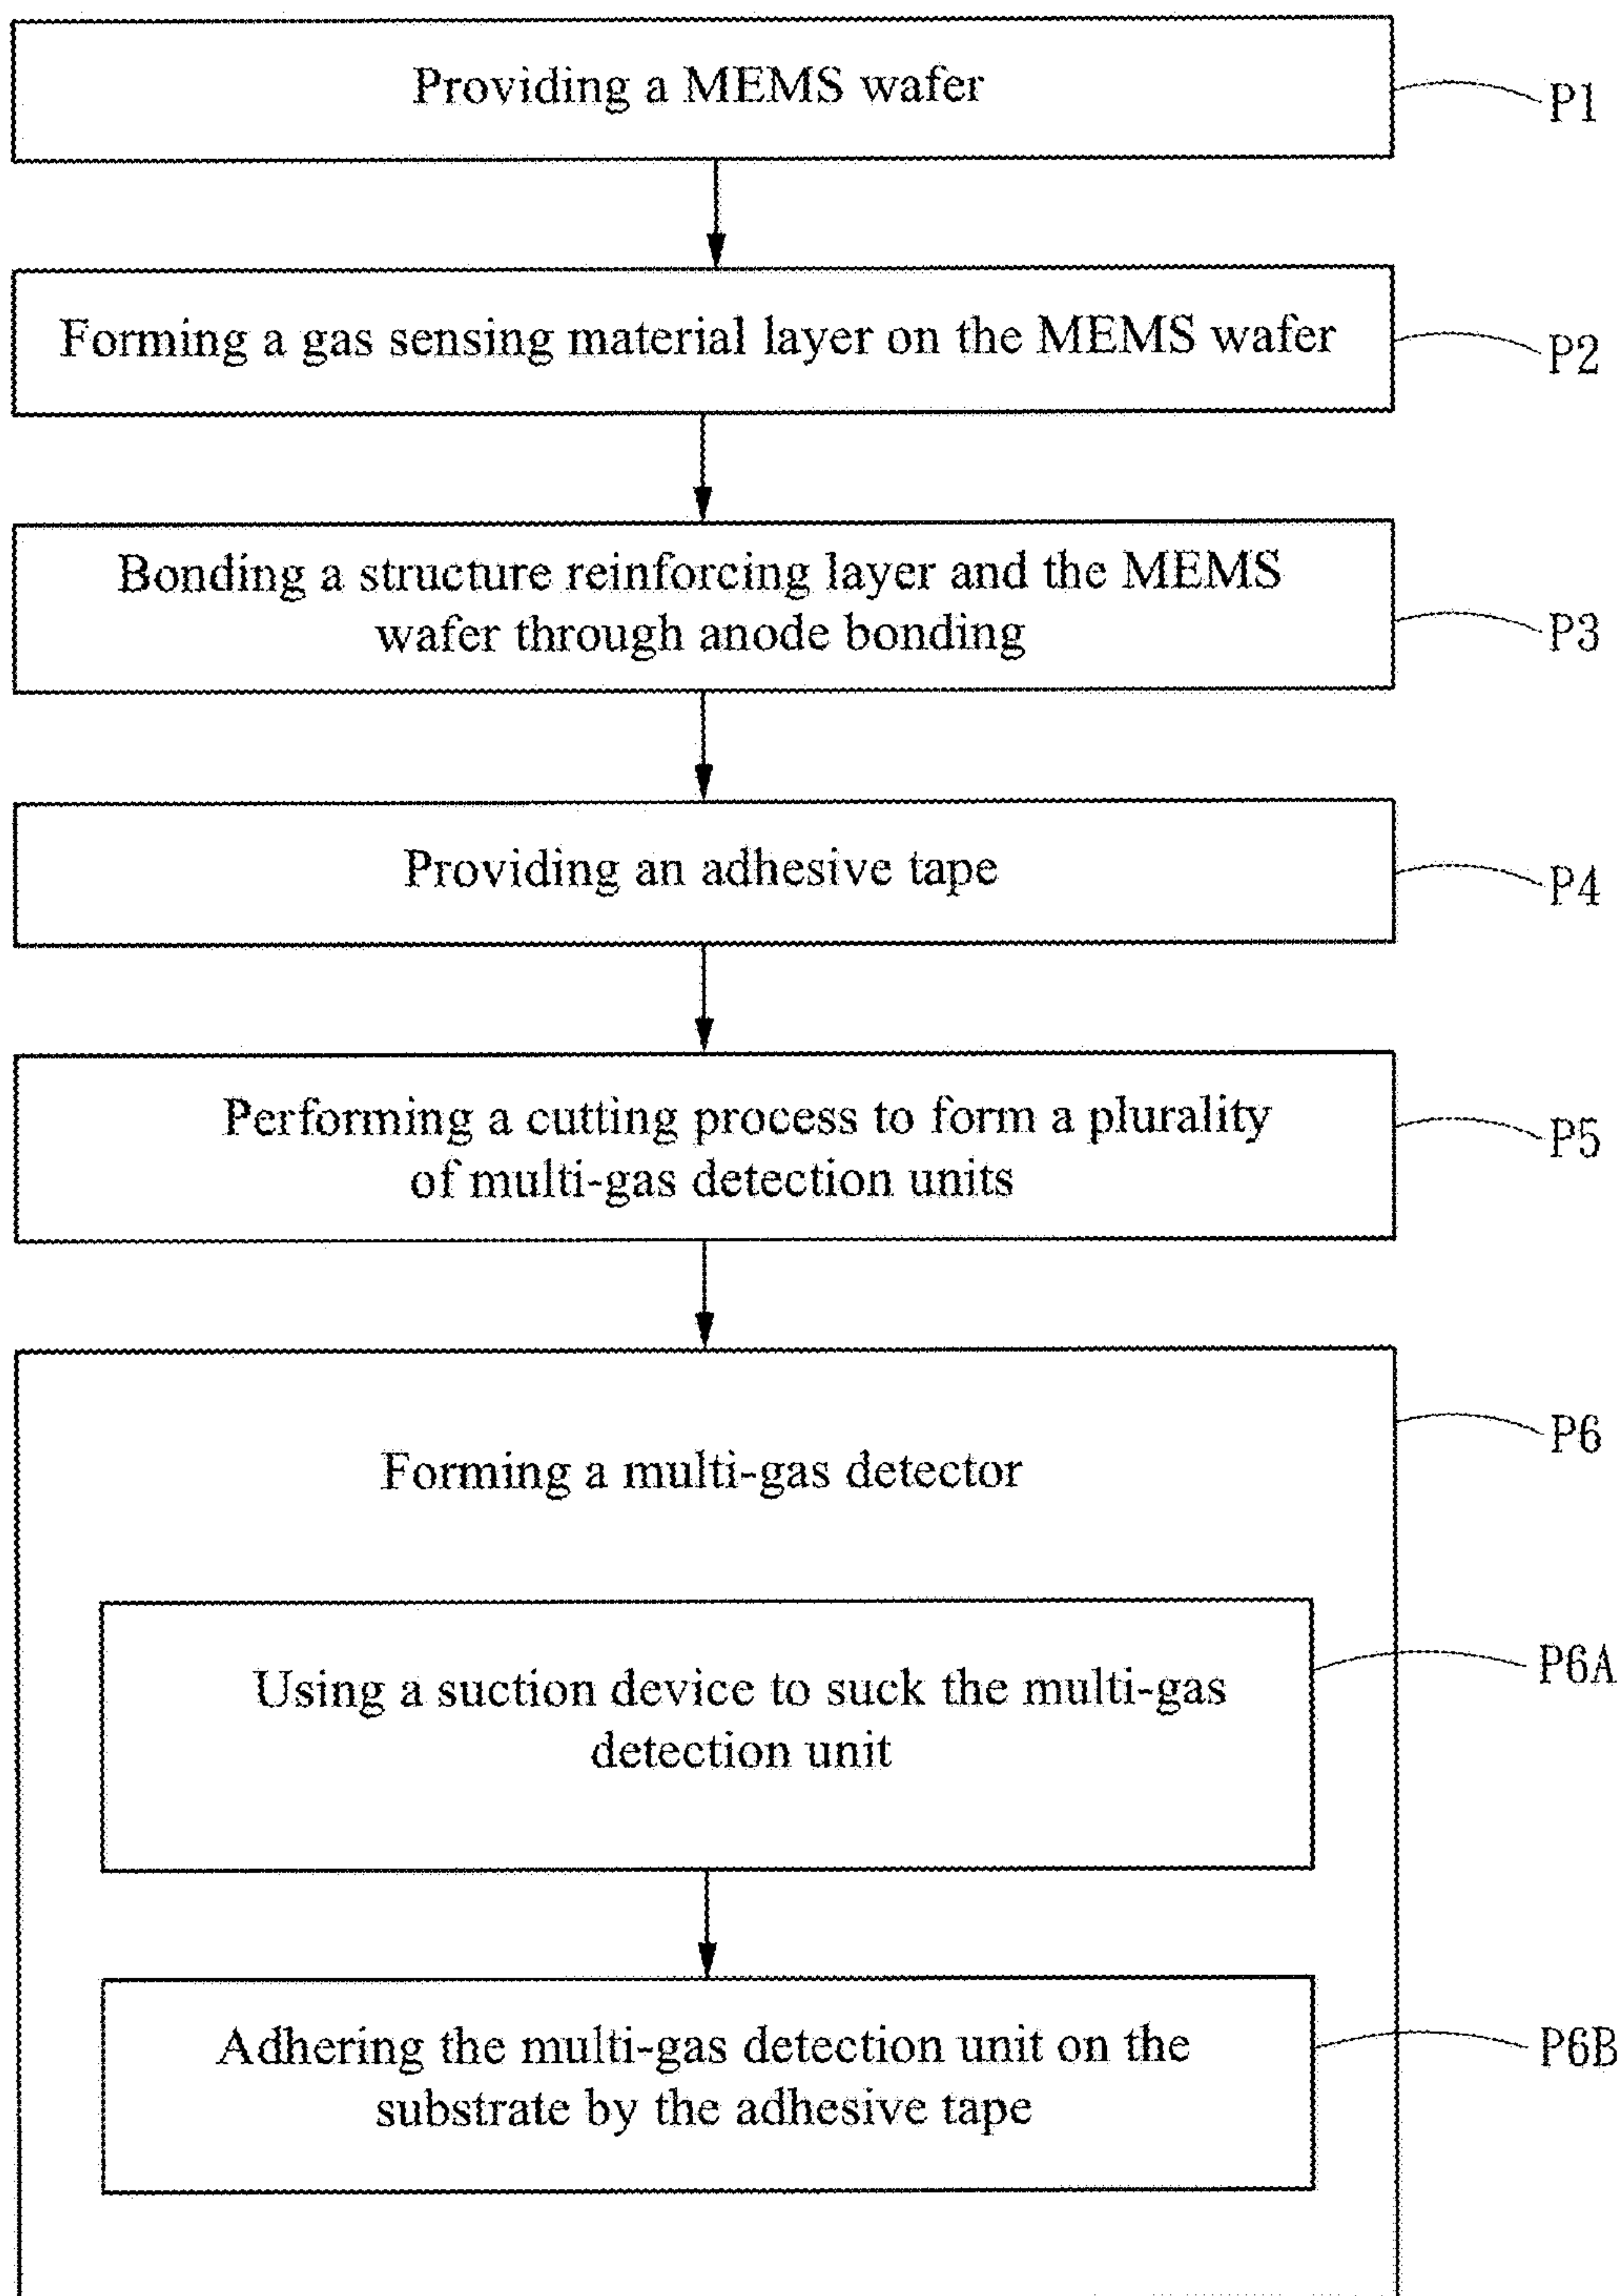 Providing a MEMS wafer
P1
Forming a gas sensing material layer on the MEMS wafer
P2
Bonding a structure reinforcing layer and the MEMS
wafer through anode bonding
P3
Providing an adhesive tape
P4
Performing a cutting process to form a plurality
of multi-gas detection units
P5
P6
Forming a multi-gas detector
Using a suction device to suck the multi-gas
detection unit
P6A
Adhering the multi-gas detection unit on the
substrate by the adhesive tape
P6B